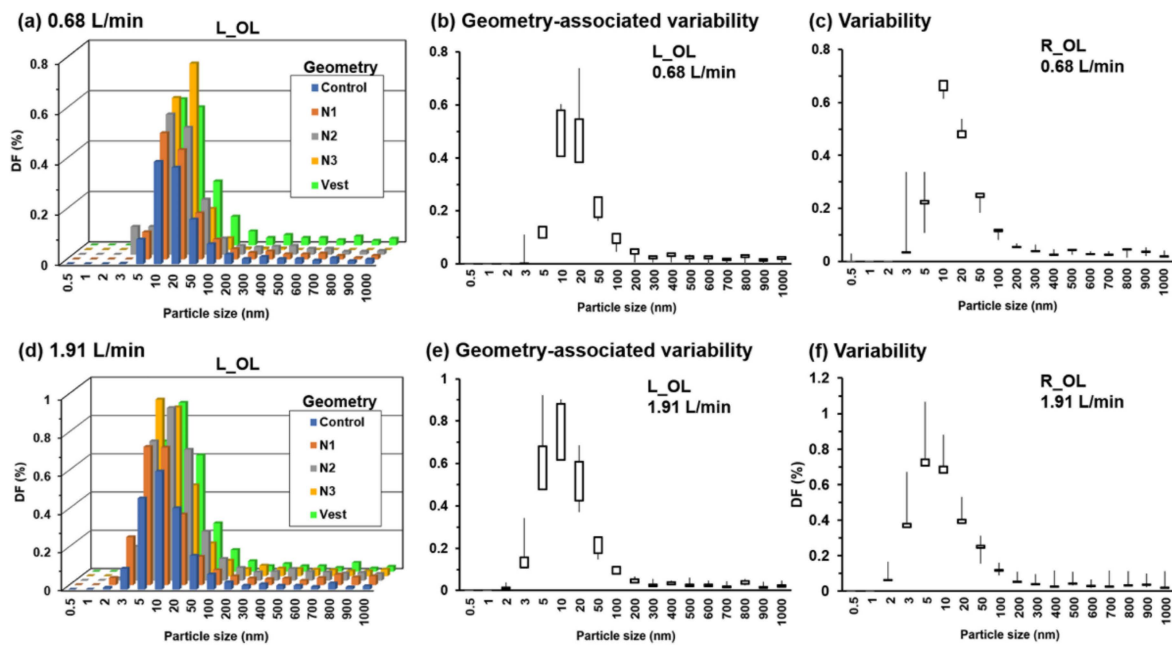 (a) 0.68 L/min
L_OL
DF (%)
0.8
0.6
0.4
0.2
0
Geometry
Control
N1
N2
N3
Vest
0.5 1 2 3 5 10 20 50 100 200 300 400 500 600 700 800 900 1000
Particle size (nm)
(b) Geometry-associated variability
L_OL
0.68 L/min
0.8
0.6
0.4
0.2
0
0.5 1 2 3 5 10 20 50 100 200 300 400 500 600 700 800 900 1000
Particle size (nm)
(c) Variability
R_OL
0.68 L/min
0.8
0.6
0.4
0.2
0
0.5 1 2 3 5 10 20 50 100 200 300 400 500 600 700 800 900 1000
Particle size (nm)
(d) 1.91 L/min
L_OL
DF (%)
1
0.8
0.6
0.4
0.2
0
Geometry
Control
N1
N2
N3
Vest
0.5 1 2 3 5 10 20 50 100 200 300 400 500 600 700 800 900 1000
Particle size (nm)
(e) Geometry-associated variability
L_OL
1.91 L/min
1
0.8
0.6
0.4
0.2
0
0.5 1 2 3 5 10 20 50 100 200 300 400 500 600 700 800 900 1000
Particle size (nm)
(f) Variability
R_OL
1.91 L/min
DF (%)
1.2
1
0.8
0.6
0.4
0.2
0
0.5 1 2 3 5 10 20 50 100 200 300 400 500 600 700 800 900 1000
Particle size (nm)